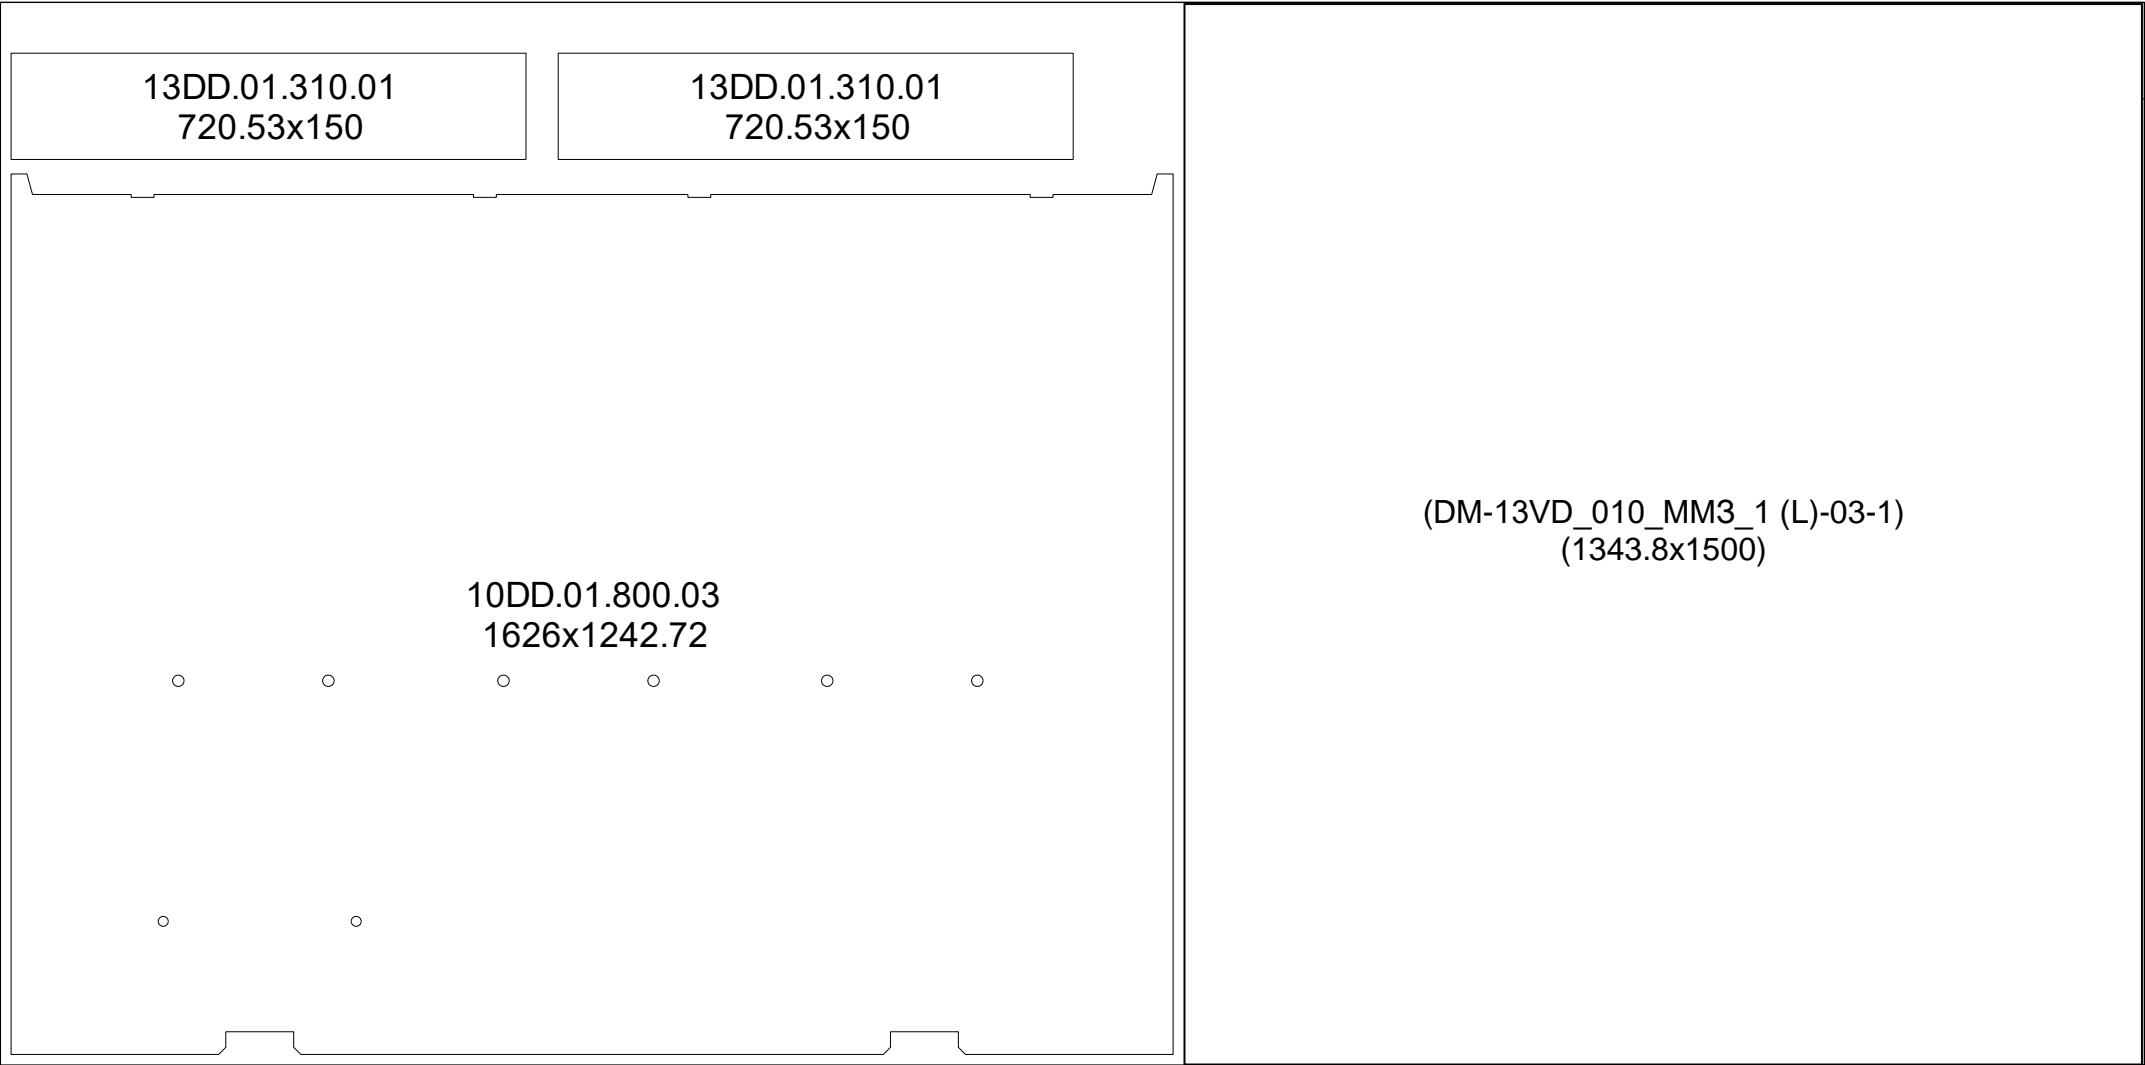 13DD.01.310.01
720.53x150
13DD.01.310.01
720.53x150
10DD.01.800.03
1626x1242.72
(DM-13VD_010_MM3_1 (L)-03-1)
(1343.8x1500)